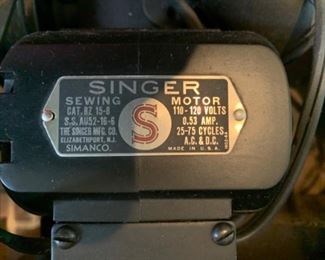 SINGER
SEWING MOTOR
CAT. BZ 15-8 110-120 VOLTS
S.S. AU52-16-6 0.53 AMP.
THE SINGER MFG. CO. 25-75 CYCLES,
ELIZABETHPORT, N.J. A.C. & D.C.
SIMANCO. MADE IN U.S.A.
S